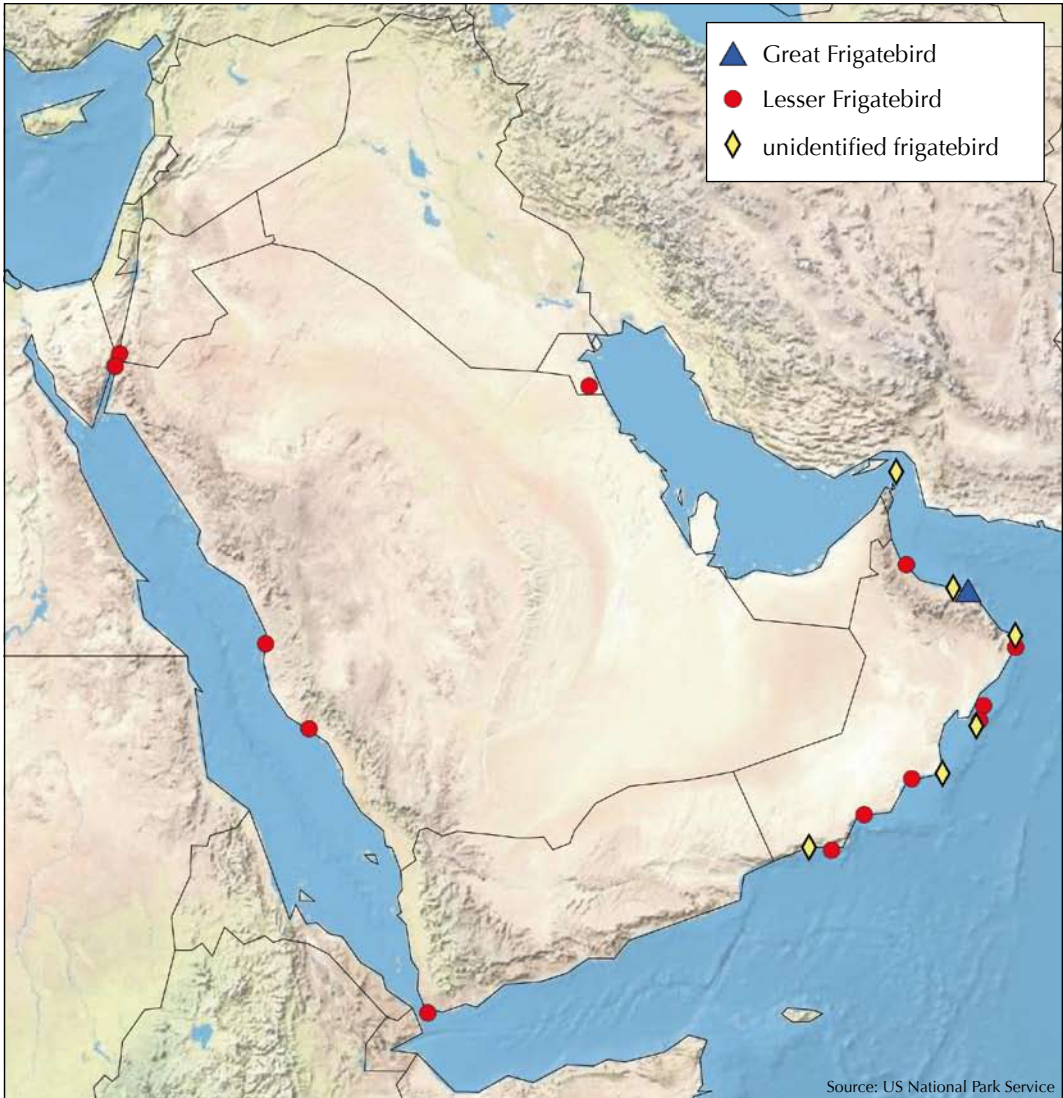 Great Frigatebird
Lesser Frigatebird
unidentified frigatebird
Source: US National Park Service